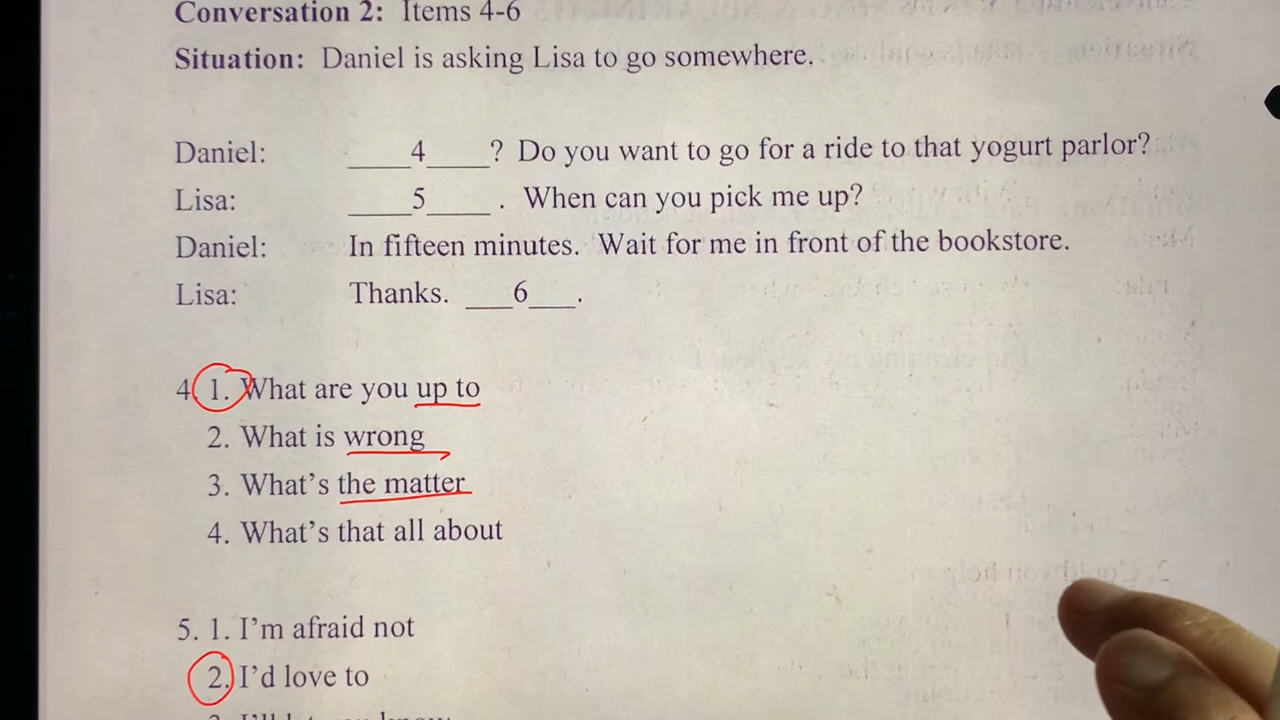 Conversation 2: Items 4-6
Situation: Daniel is asking Lisa to go somewhere.
Daniel: ____4____? Do you want to go for a ride to that yogurt parlor?
Lisa: ____5____. When can you pick me up?
Daniel: In fifteen minutes. Wait for me in front of the bookstore.
Lisa: Thanks. ___6___.
4 1. What are you up to
2. What is wrong
3. What's the matter
4. What's that all about
5. 1. I'm afraid not
2. I'd love to